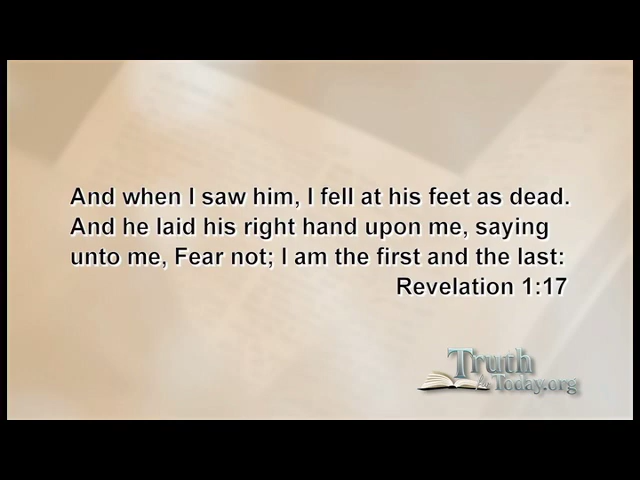 And when I saw him, I fell at his feet as dead.
And he laid his right hand upon me, saying
unto me, Fear not; I am the first and the last:
Revelation 1:17
Truth
for Today.org